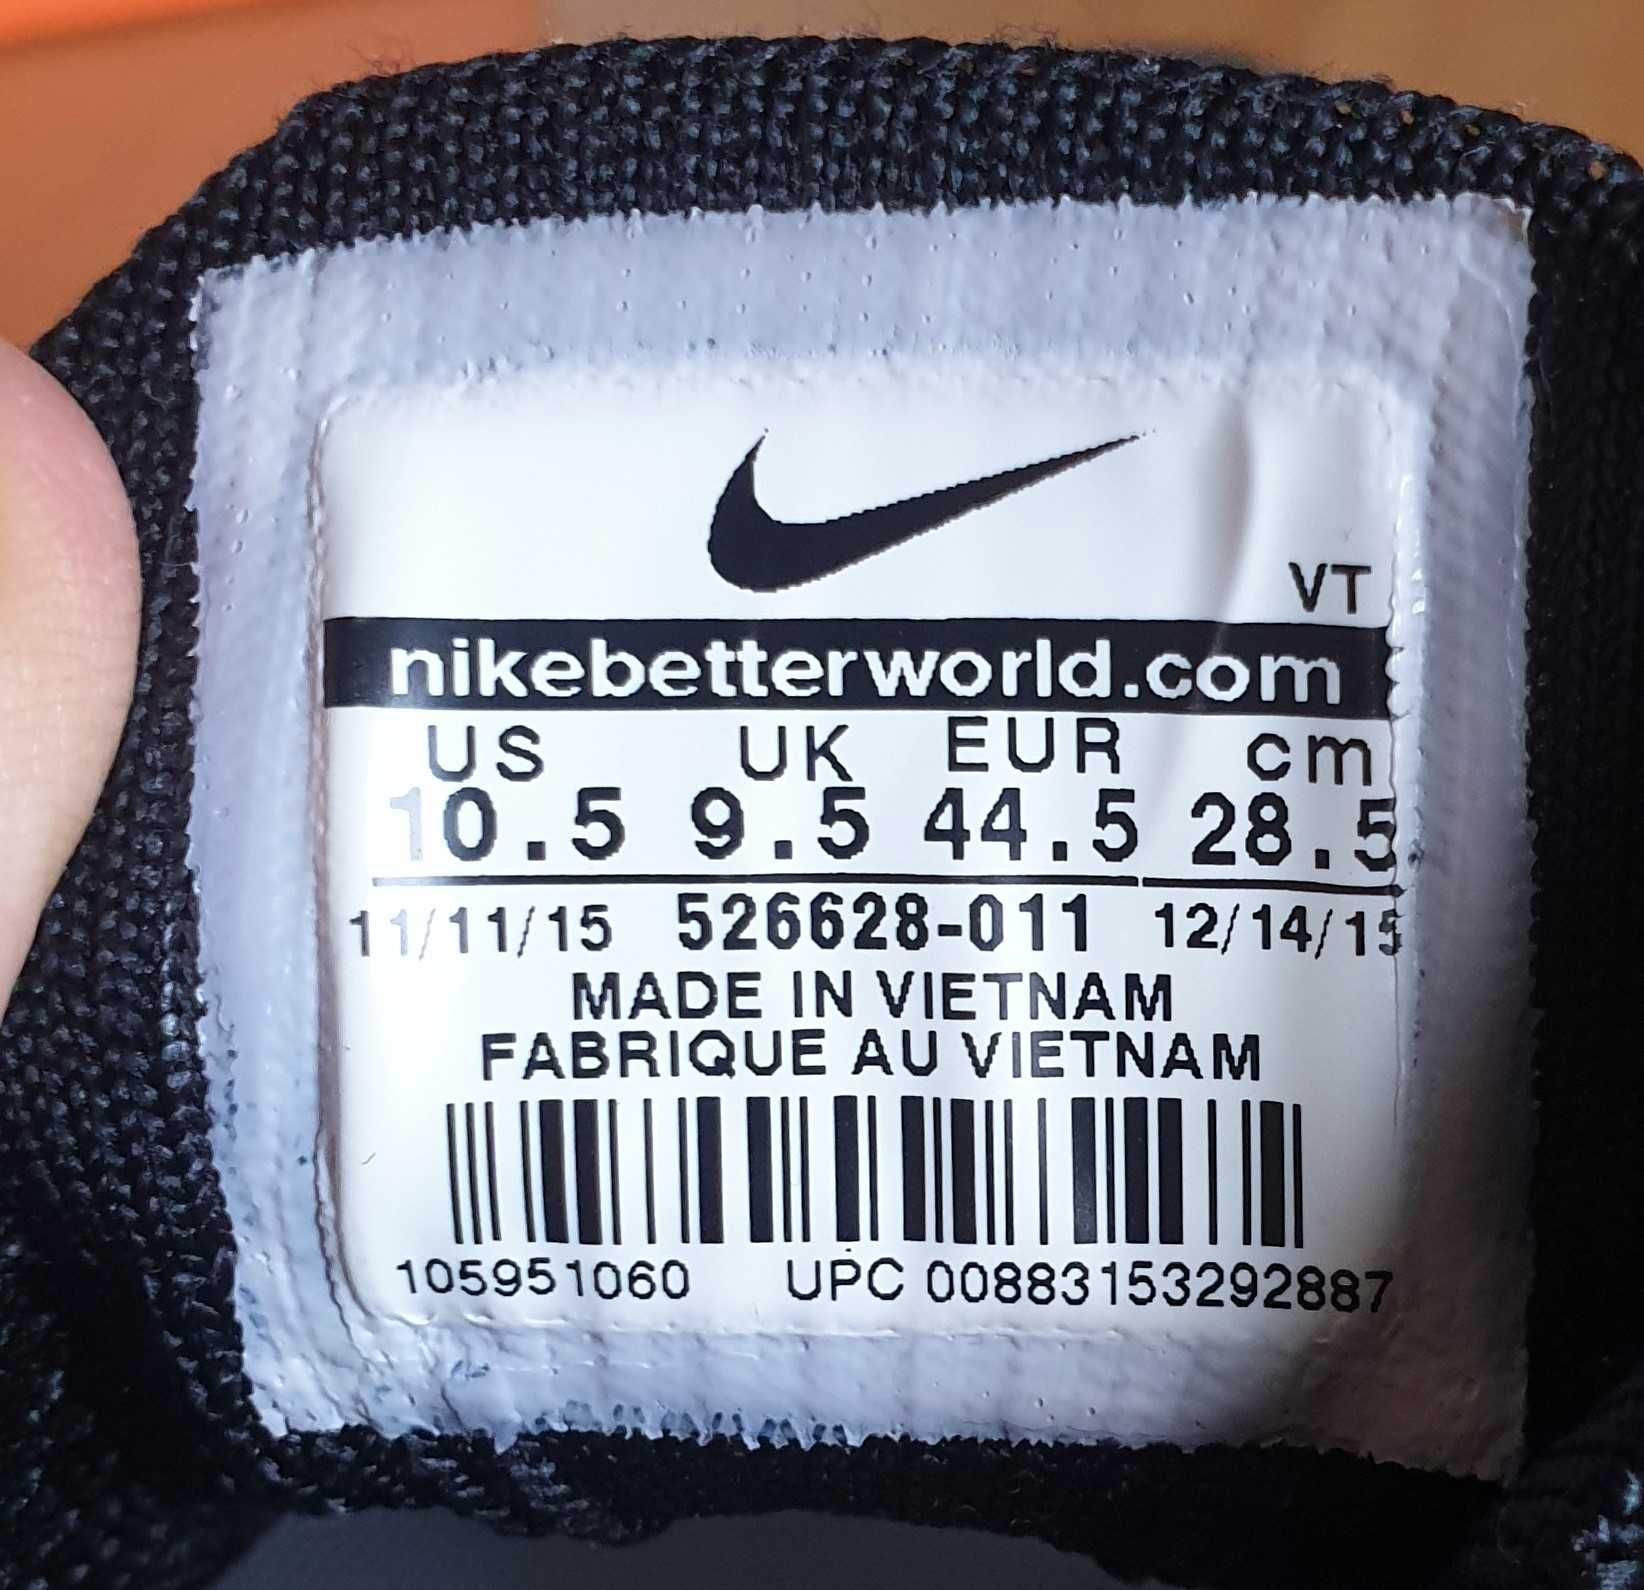 VT
nikebetterworld.com
US UK EUR cm
10.5 9.5 44.5 28.5
11/11/15 526628-011 12/14/15
MADE IN VIETNAM
FABRIQUE AU VIETNAM
105951060 UPC 00883153292887